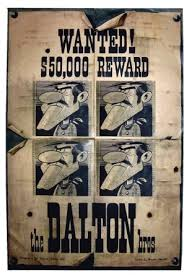 WANTED!
$50,000 REWARD
the DALTON bros